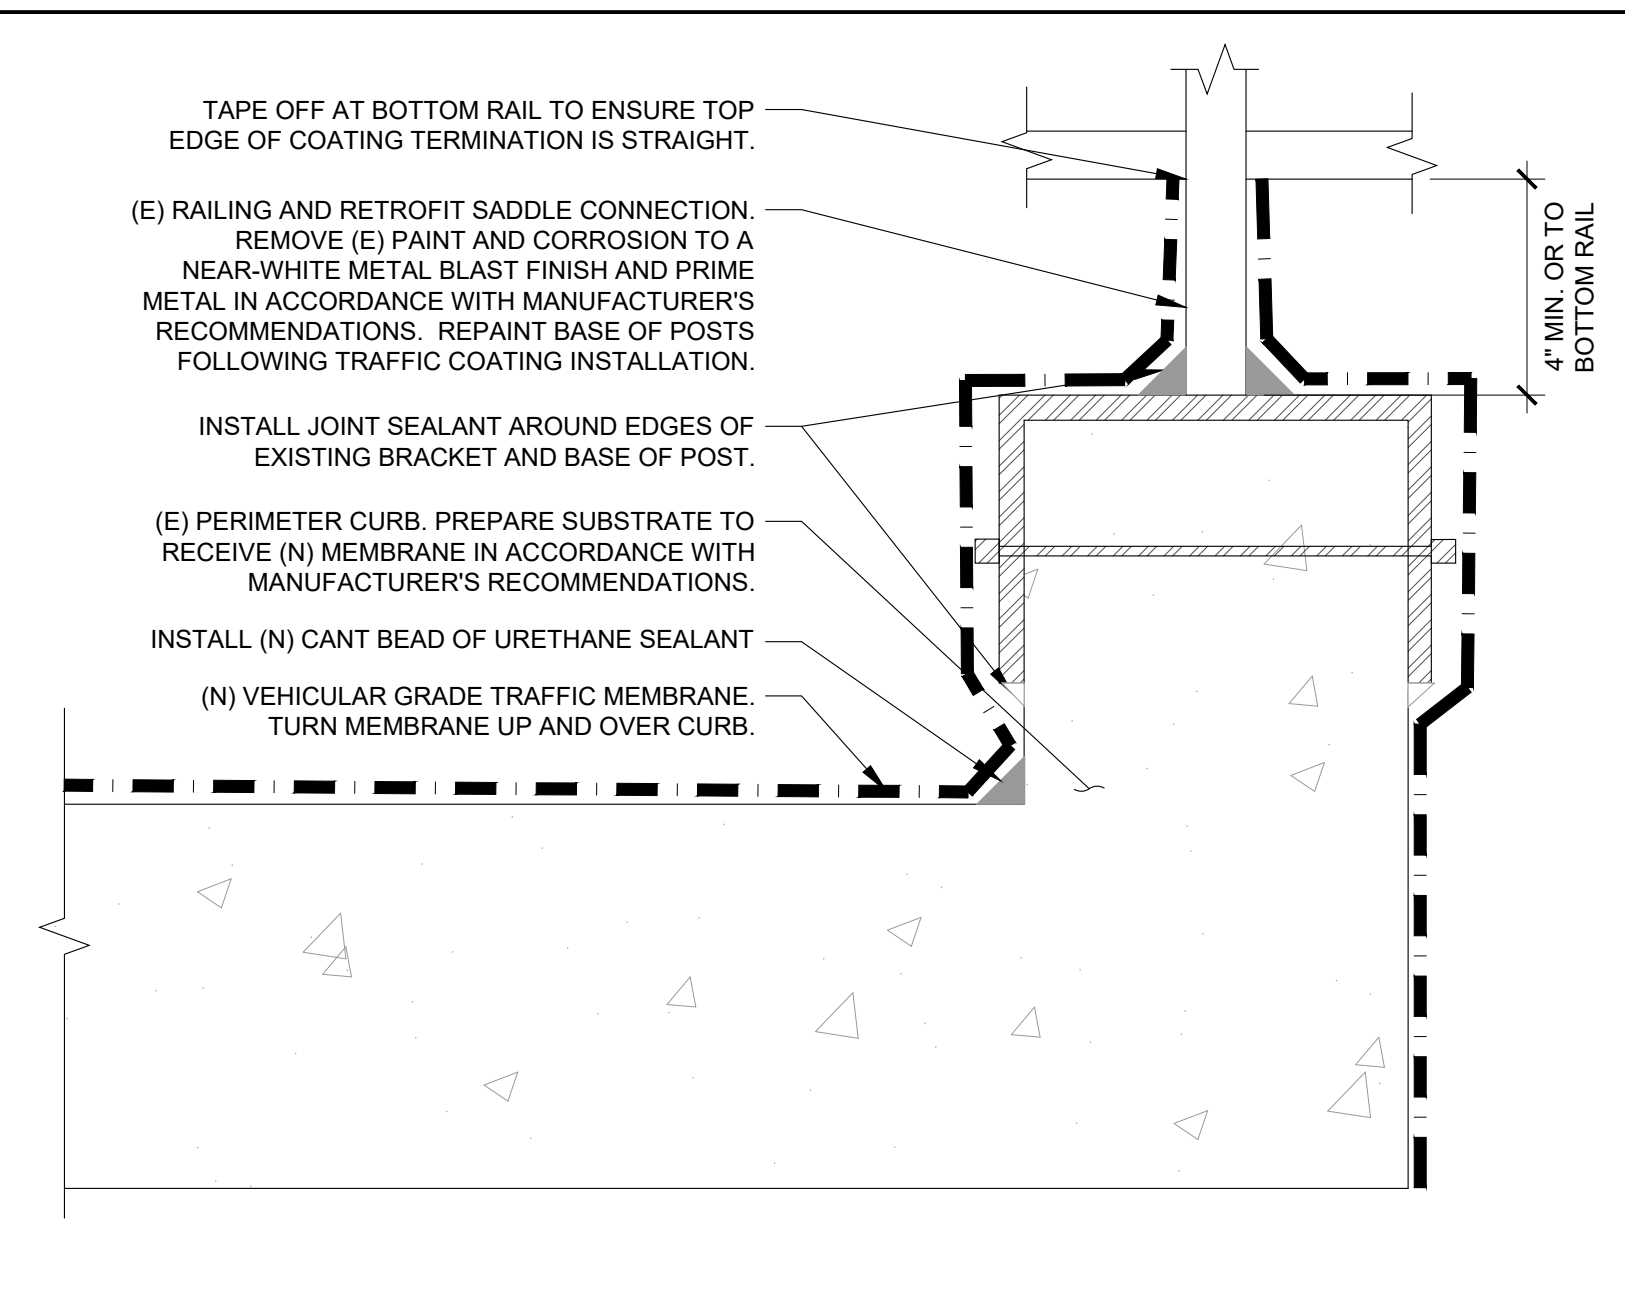 TAPE OFF AT BOTTOM RAIL TO ENSURE TOP
EDGE OF COATING TERMINATION IS STRAIGHT.
(E) RAILING AND RETROFIT SADDLE CONNECTION.
REMOVE (E) PAINT AND CORROSION TO A
NEAR-WHITE METAL BLAST FINISH AND PRIME
METAL IN ACCORDANCE WITH MANUFACTURER'S
RECOMMENDATIONS. REPAINT BASE OF POSTS
FOLLOWING TRAFFIC COATING INSTALLATION.
INSTALL JOINT SEALANT AROUND EDGES OF
EXISTING BRACKET AND BASE OF POST.
(E) PERIMETER CURB. PREPARE SUBSTRATE TO
RECEIVE (N) MEMBRANE IN ACCORDANCE WITH
MANUFACTURER'S RECOMMENDATIONS.
INSTALL (N) CANT BEAD OF URETHANE SEALANT
(N) VEHICULAR GRADE TRAFFIC MEMBRANE.
TURN MEMBRANE UP AND OVER CURB.
4" MIN. OR TO
BOTTOM RAIL